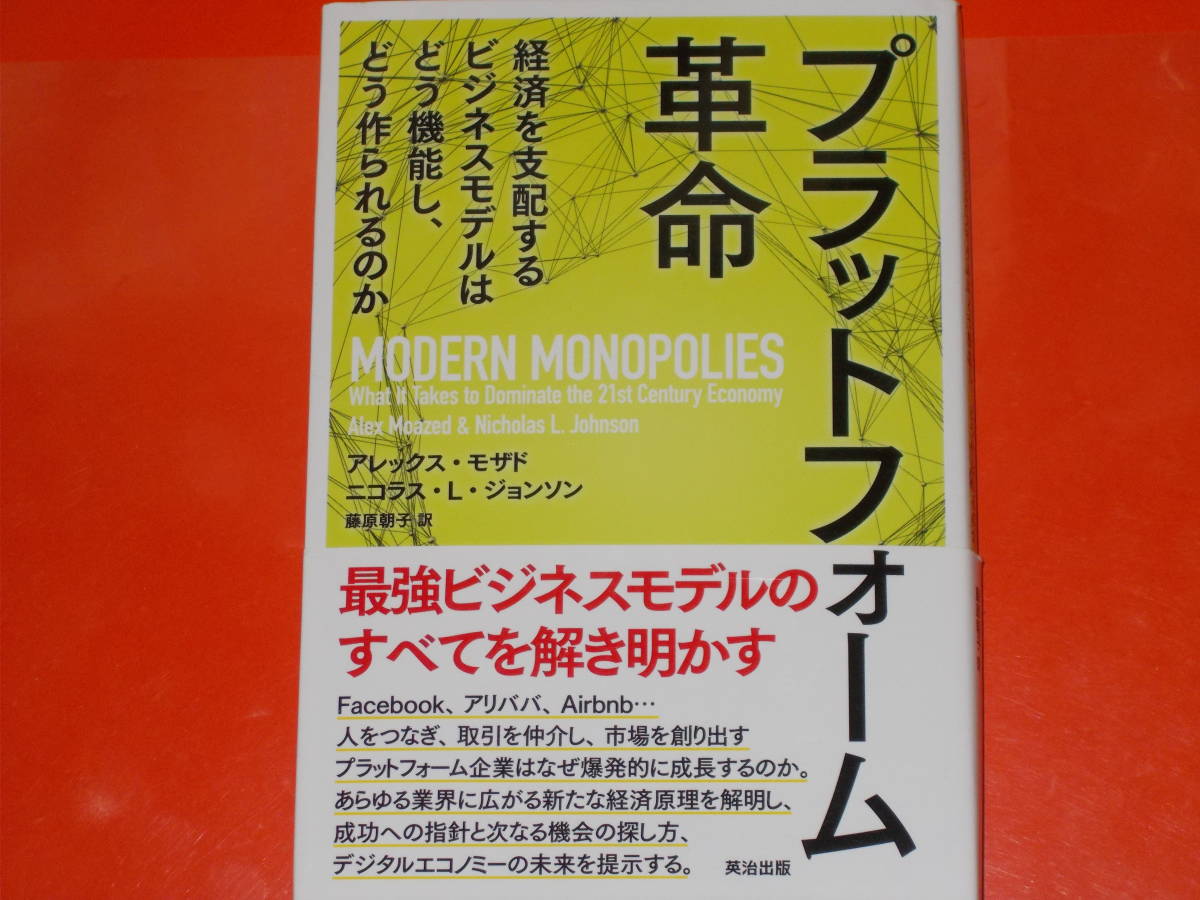 プラットフォーム
革命
経済を支配する
ビジネスモデルは
どう機能し、
どう作られるのか
MODERN MONOPOLIES
What It Takes to Dominate the 21st Century Economy
Alex Moazed & Nicholas L. Johnson
アレックス・モザド
ニコラス・L・ジョンソン
藤原朝子 訳
最強ビジネスモデルの
すべてを解き明かす
Facebook、アリババ、Airbnb…
人をつなぎ、取引を仲介し、市場を創り出す
プラットフォーム企業はなぜ爆発的に成長するのか。
あらゆる業界に広がる新たな経済原理を解明し、
成功への指針と次なる機会の探し方、
デジタルエコノミーの未来を提示する。
英治出版